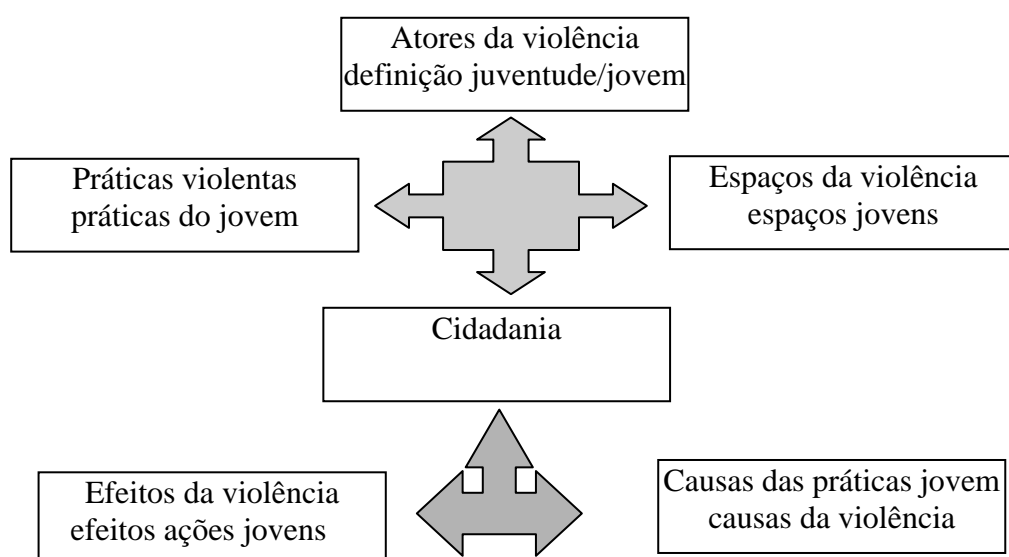 Atores da violência
definição juventude/jovem
Práticas violentas
práticas do jovem
Espaços da violência
espaços jovens
Cidadania
Efeitos da violência
efeitos ações jovens
Causas das práticas jovem
causas da violência